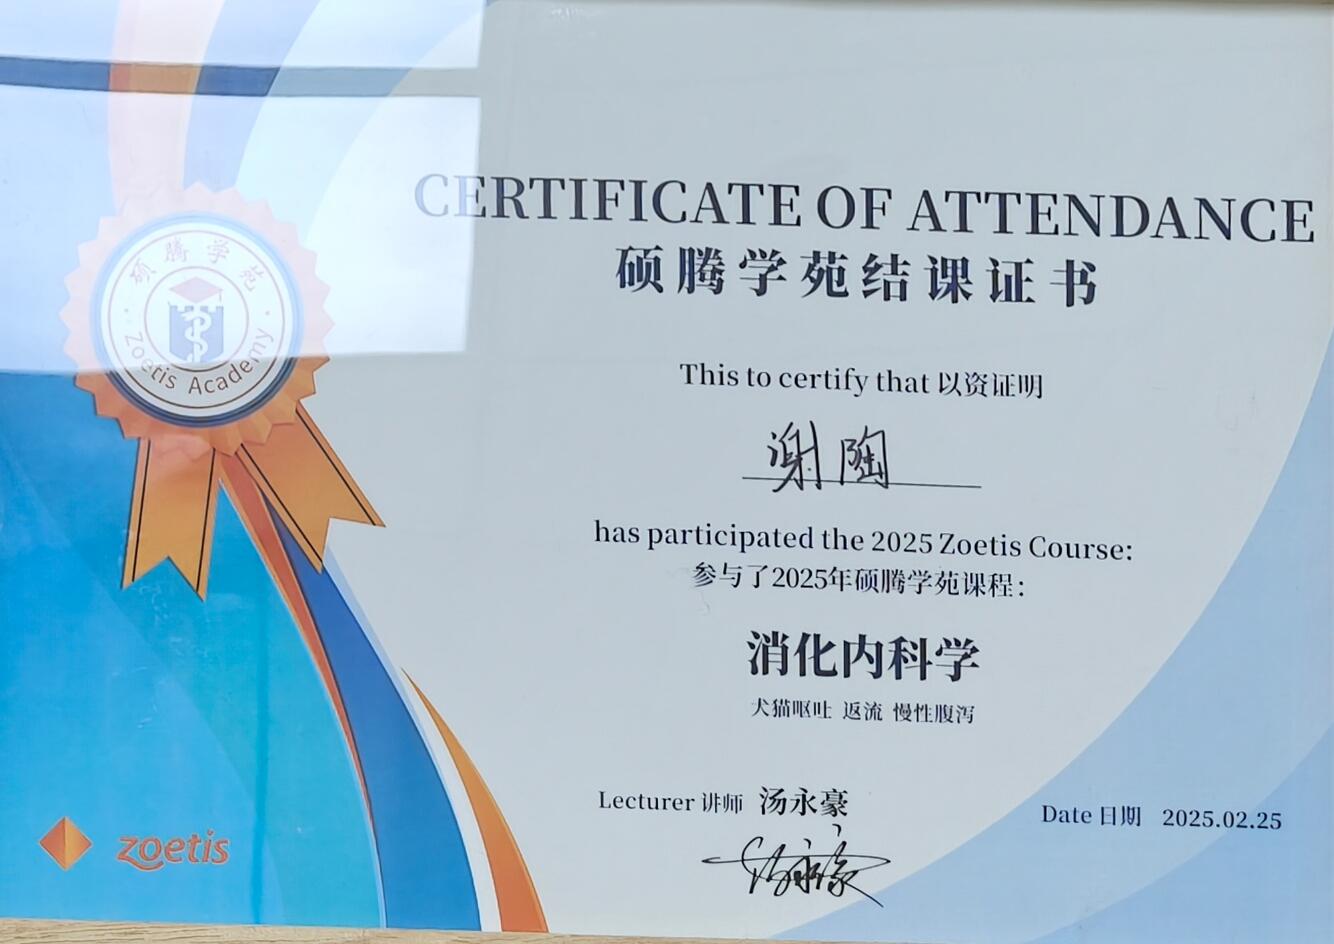 CERTIFICATE OF ATTENDANCE
硕腾学苑结课证书
硕腾学苑
Zoetis Academy
This to certify that 以资证明
谢陶
has participated the 2025 Zoetis Course:
参与了2025年硕腾学苑课程：
消化内科学
犬猫呕吐 返流 慢性腹泻
Lecturer 讲师 汤永豪
汤永豪
Date 日期 2025.02.25
zoetis